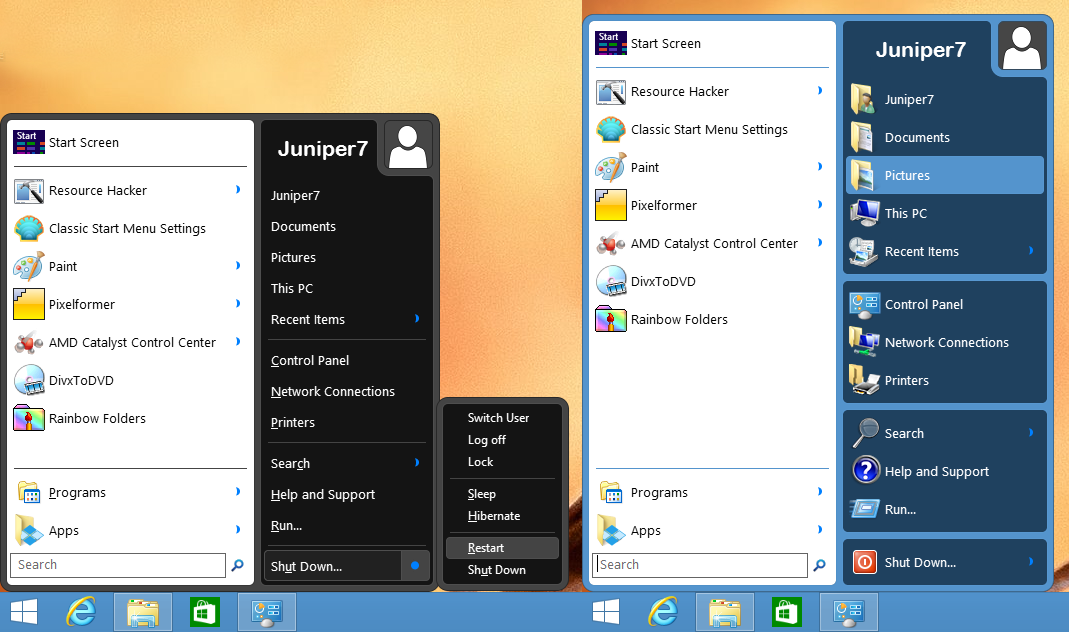 Start
Start Screen
Resource Hacker
Classic Start Menu Settings
Paint
Pixelformer
AMD Catalyst Control Center
DivxToDVD
Rainbow Folders
Programs
Apps
Search
Juniper7
Juniper7
Documents
Pictures
This PC
Recent Items
Control Panel
Network Connections
Printers
Search
Help and Support
Run...
Shut Down...
Switch User
Log off
Lock
Sleep
Hibernate
Restart
Shut Down
Start
Start Screen
Resource Hacker
Classic Start Menu Settings
Paint
Pixelformer
AMD Catalyst Control Center
DivxToDVD
Rainbow Folders
Programs
Apps
Search
Juniper7
Juniper7
Documents
Pictures
This PC
Recent Items
Control Panel
Network Connections
Printers
Search
Help and Support
Run...
Shut Down...